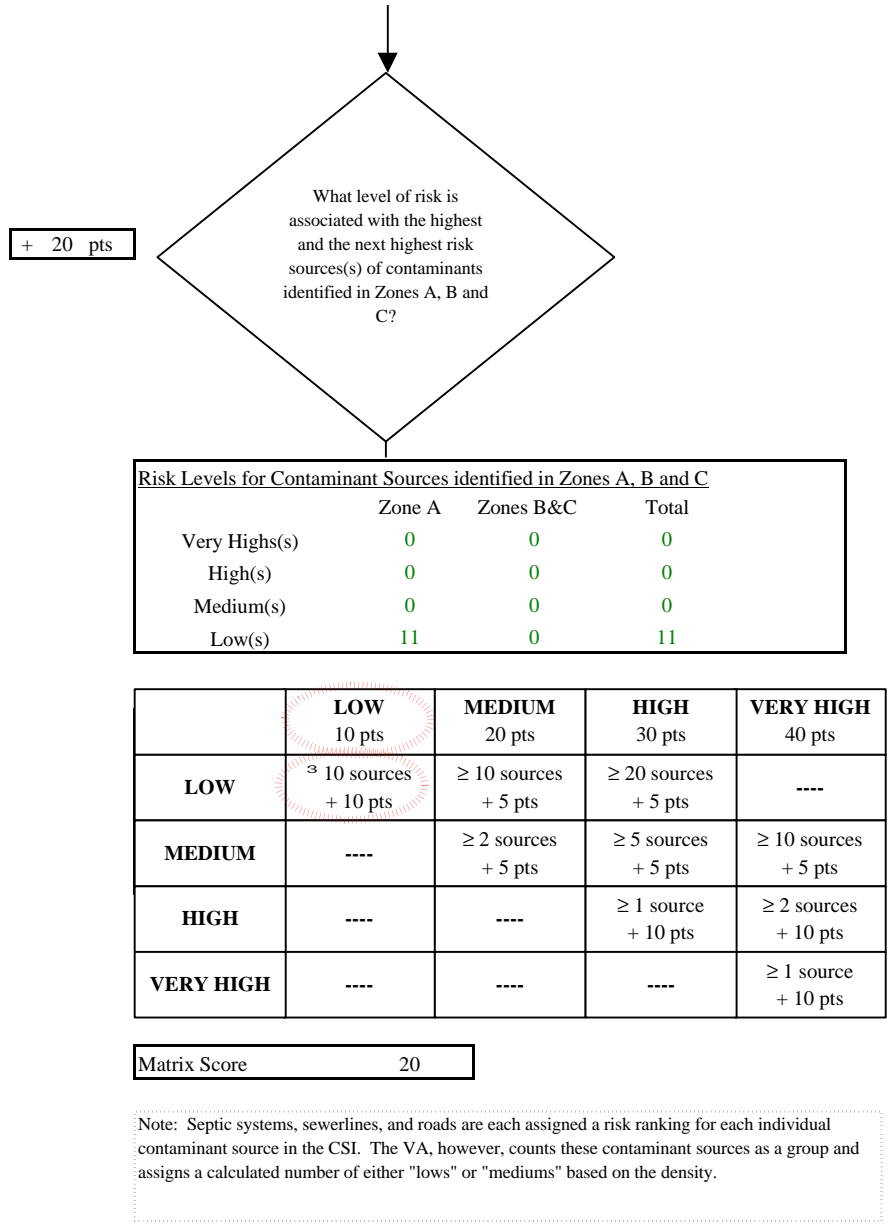 What level of risk is
associated with the highest
and the next highest risk
sources(s) of contaminants
identified in Zones A, B and
C?
+ 20 pts
Risk Levels for Contaminant Sources identified in Zones A, B and C
Zone A Zones B&C Total
Very Highs(s) 0 0 0
High(s) 0 0 0
Medium(s) 0 0 0
Low(s) 11 0 11
LOW MEDIUM HIGH VERY HIGH
10 pts 20 pts 30 pts 40 pts
LOW ³ 10 sources ≥ 10 sources ≥ 20 sources ----
+ 10 pts + 5 pts + 5 pts
MEDIUM ---- ≥ 2 sources ≥ 5 sources ≥ 10 sources
+ 5 pts + 5 pts + 5 pts
HIGH ---- ---- ≥ 1 source ≥ 2 sources
+ 10 pts + 10 pts
VERY HIGH ---- ---- ---- ≥ 1 source
+ 10 pts
Matrix Score 20
Note: Septic systems, sewerlines, and roads are each assigned a risk ranking for each individual
contaminant source in the CSI. The VA, however, counts these contaminant sources as a group and
assigns a calculated number of either "lows" or "mediums" based on the density.